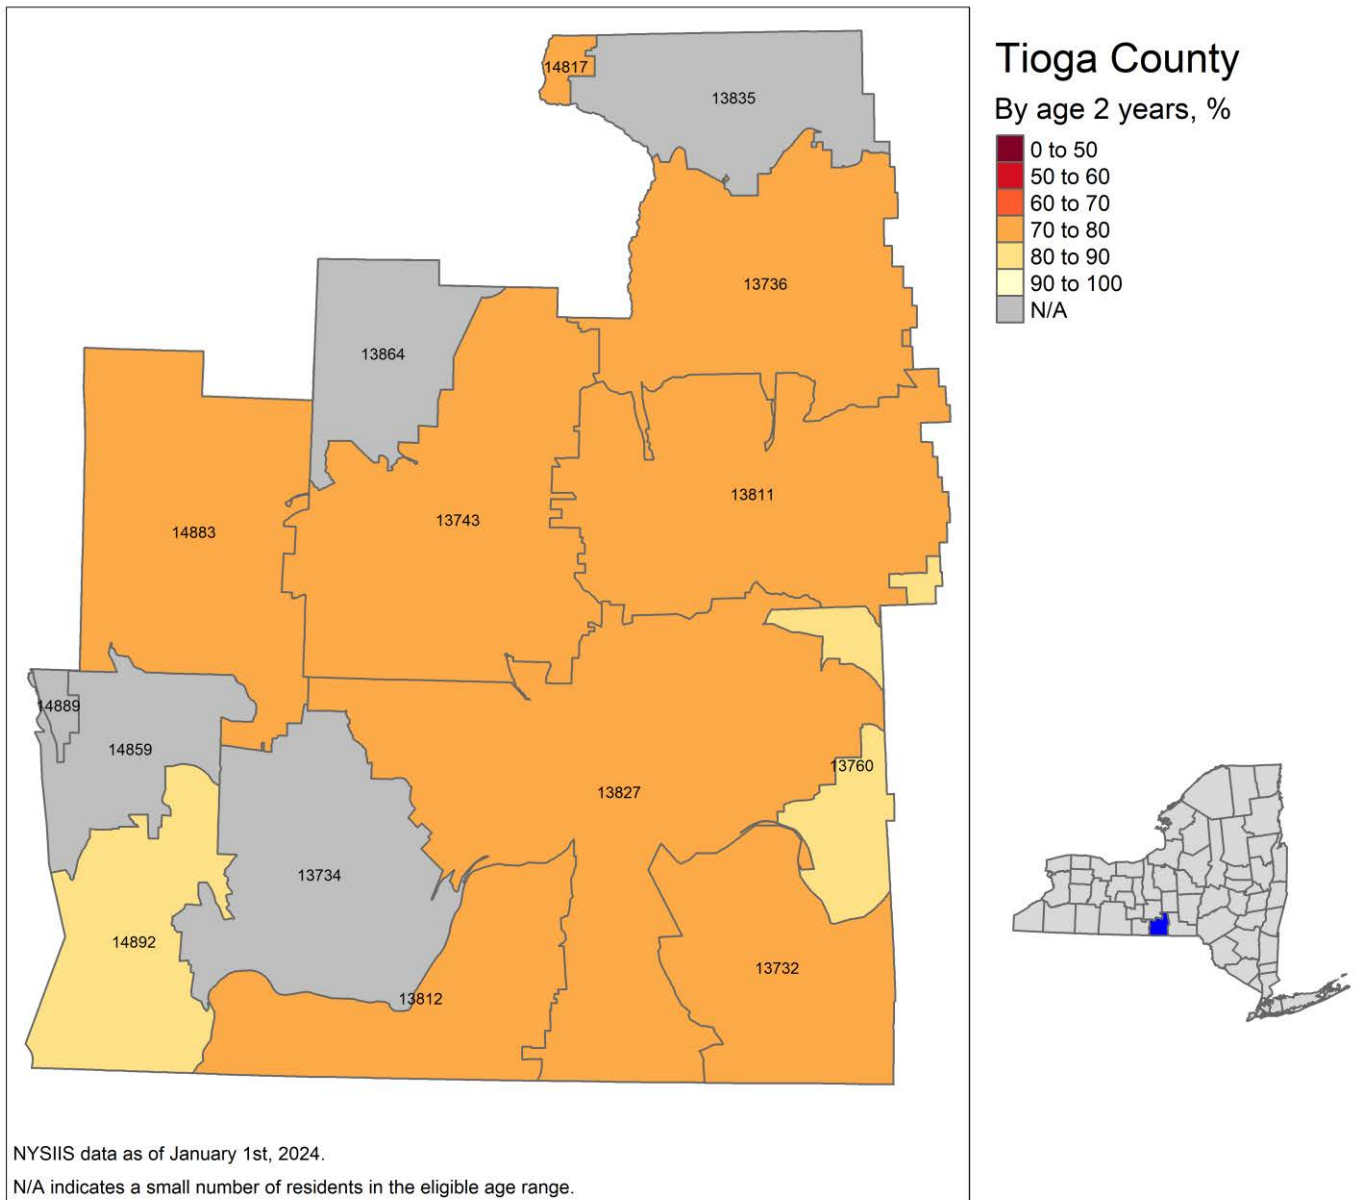 Tioga County
By age 2 years, %
0 to 50
50 to 60
60 to 70
70 to 80
80 to 90
90 to 100
N/A
14817
13835
13736
13864
13811
13743
14883
14889
14859
13760
13827
13734
14892
13732
13812
NYSIIS data as of January 1st, 2024.
N/A indicates a small number of residents in the eligible age range.